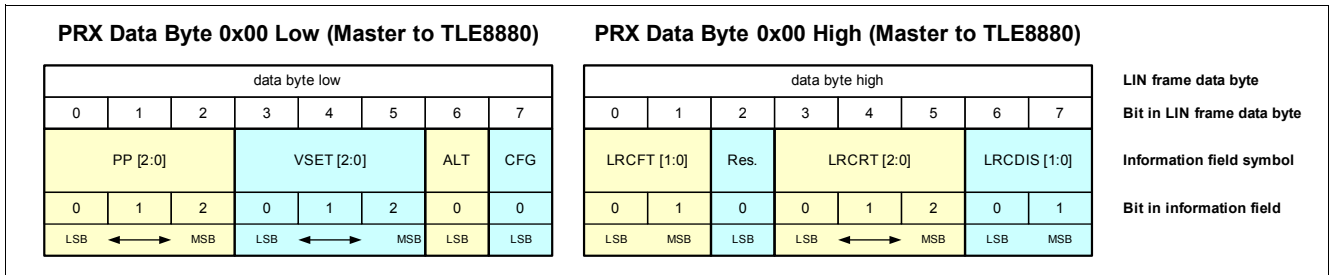 PRX Data Byte 0x00 Low (Master to TLE8880) PRX Data Byte 0x00 High (Master to TLE8880)
data byte low data byte high LIN frame data byte
0 1 2 3 4 5 6 7 0 1 2 3 4 5 6 7 Bit in LIN frame data byte
PP [2:0] VSET [2:0] ALT CFG LRCFT [1:0] Res. LRCRT [2:0] LRCDIS [1:0] Information field symbol
0 1 2 0 1 2 0 0 0 1 0 0 1 2 0 1 Bit in information field
LSB MSB LSB MSB LSB LSB LSB MSB LSB LSB MSB LSB MSB